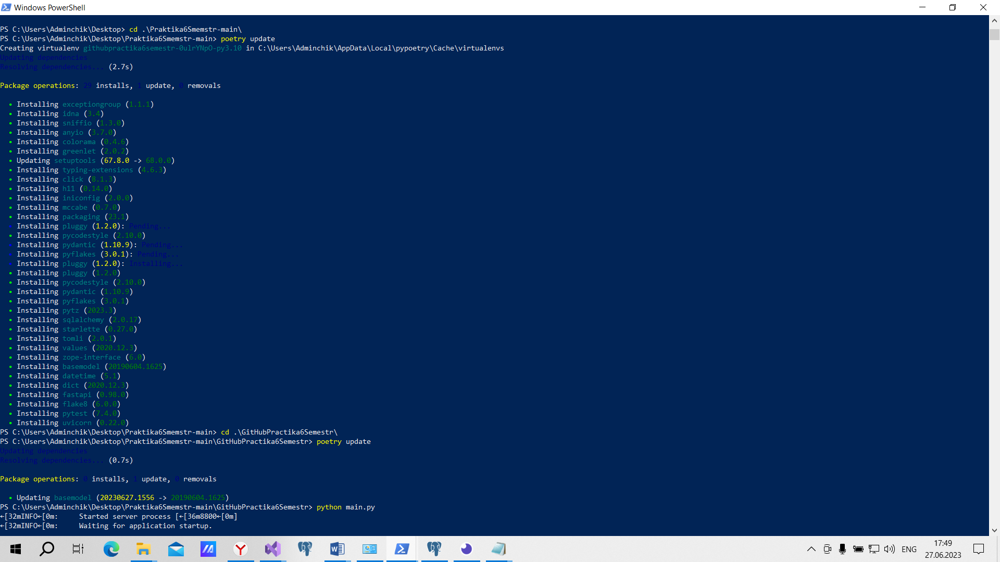 Windows PowerShell
PS C:\Users\Adminchik\Desktop> cd .\Praktika6Smemstr-main\
PS C:\Users\Adminchik\Desktop\Praktika6Smemstr-main> poetry update
Creating virtualenv githubpractika6semestr-0ulrYNpO-py3.10 in C:\Users\Adminchik\AppData\Local\pypoetry\Cache\virtualenvs
Updating dependencies
Resolving dependencies... (2.7s)
Package operations: 29 installs, 1 update, 0 removals
• Installing exceptiongroup (1.1.1)
• Installing idna (3.4)
• Installing sniffio (1.3.0)
• Installing anyio (3.7.0)
• Installing colorama (0.4.6)
• Installing greenlet (2.0.2)
• Updating setuptools (67.8.0 -> 68.0.0)
• Installing typing-extensions (4.6.3)
• Installing click (8.1.3)
• Installing h11 (0.14.0)
• Installing iniconfig (2.0.0)
• Installing mccabe (0.7.0)
• Installing packaging (23.1)
• Installing pluggy (1.2.0): Pending...
• Installing pycodestyle (2.10.0)
• Installing pydantic (1.10.9): Pending...
• Installing pyflakes (3.0.1): Pending...
• Installing pluggy (1.2.0): Installing...
• Installing pluggy (1.2.0)
• Installing pycodestyle (2.10.0)
• Installing pydantic (1.10.9)
• Installing pyflakes (3.0.1)
• Installing pytz (2023.3)
• Installing sqlalchemy (2.0.17)
• Installing starlette (0.27.0)
• Installing tomli (2.0.1)
• Installing values (2020.12.3)
• Installing zope-interface (6.0)
• Installing basemodel (20190604.1625)
• Installing datetime (5.1)
• Installing dict (2020.12.3)
• Installing fastapi (0.98.0)
• Installing flake8 (6.0.0)
• Installing pytest (7.4.0)
• Installing uvicorn (0.22.0)
PS C:\Users\Adminchik\Desktop\Praktika6Smemstr-main> cd .\GitHubPractika6Semestr\
PS C:\Users\Adminchik\Desktop\Praktika6Smemstr-main\GitHubPractika6Semestr> poetry update
Updating dependencies
Resolving dependencies... (0.7s)
Package operations: 0 installs, 1 update, 0 removals
• Updating basemodel (20230627.1556 -> 20190604.1625)
PS C:\Users\Adminchik\Desktop\Praktika6Smemstr-main\GitHubPractika6Semestr> python main.py
←[32mINFO←[0m:     Started server process [←[36m8800←[0m]
←[32mINFO←[0m:     Waiting for application startup.
ENG
17:49
27.06.2023